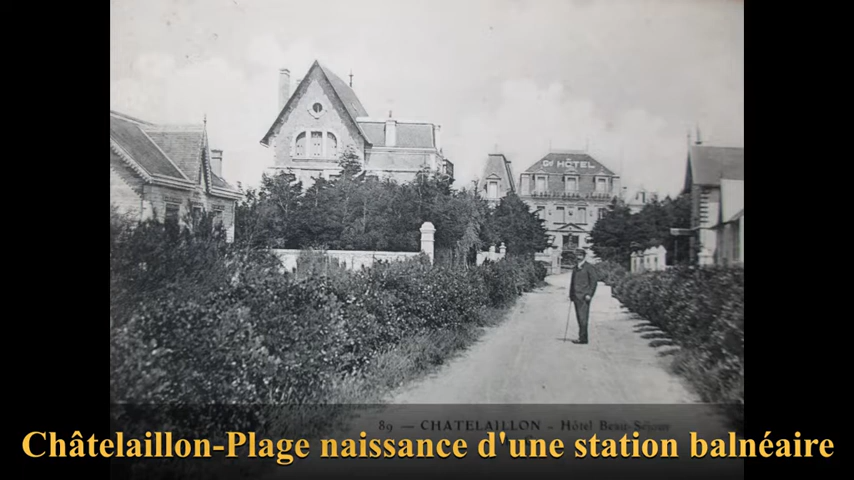 Gd HÔTEL
89 — CHATELAILLON - Hôtel Beau-Séjour
Châtelaillon-Plage naissance d'une station balnéaire